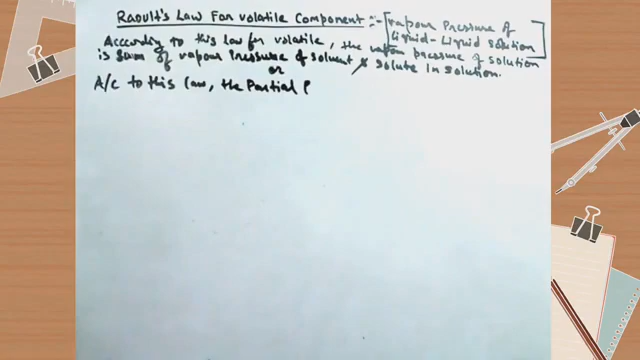 Raoult's Law For Volatile Component :- [vapour Pressure of
Liquid-Liquid solution]
According to this law for volatile, the vapour pressure of solution
is sum of vapour Pressure of solvent & solute in solution.
or
A/c to this law, the Partial P